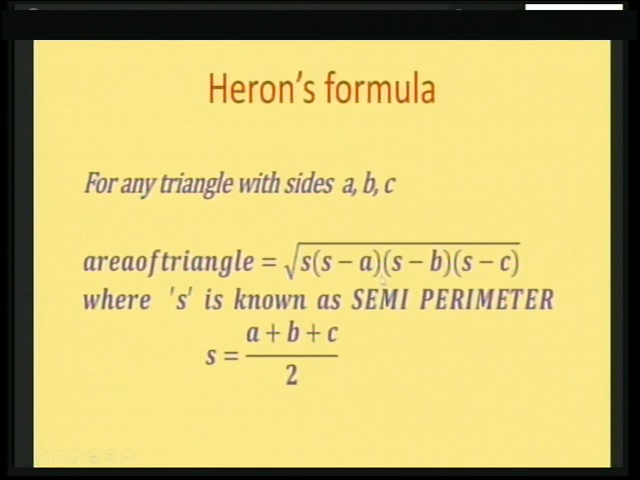 Heron's formula
For any triangle with sides a, b, c
areaoftriangle = √s(s − a)(s − b)(s − c)
where 's' is known as SEMI PERIMETER
s = a + b + c / 2